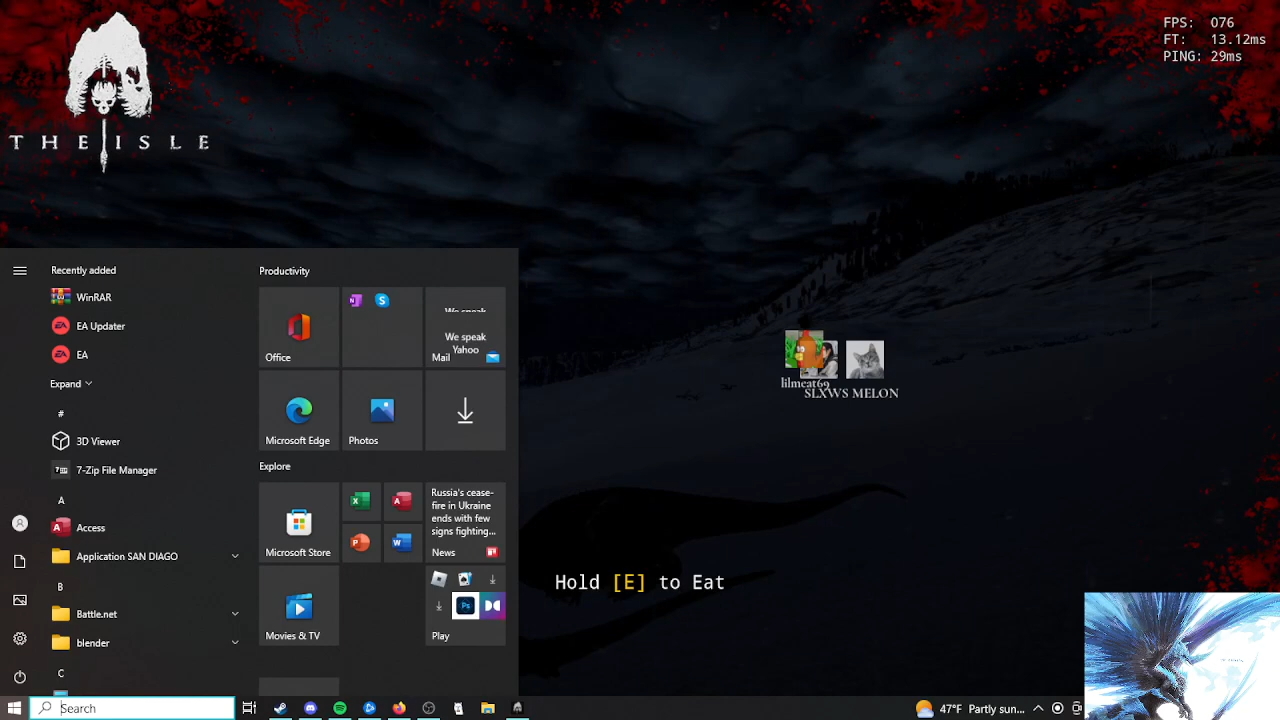 FPS: 076
FT: 13.12ms
PING: 29ms
THE ISLE
Recently added
WinRAR
EA Updater
EA
Expand
#
3D Viewer
7-Zip File Manager
A
Access
Application SAN DIAGO
B
Battle.net
blender
C
Productivity
Office
We speak
We speak
Yahoo
Mail
Microsoft Edge
Photos
Explore
Microsoft Store
Russia's cease-
fire in Ukraine
ends with few
signs fighting...
News
Movies & TV
Play
lilmeat69
SLXWS MELON
Hold [E] to Eat
Search
47°F Partly sun...